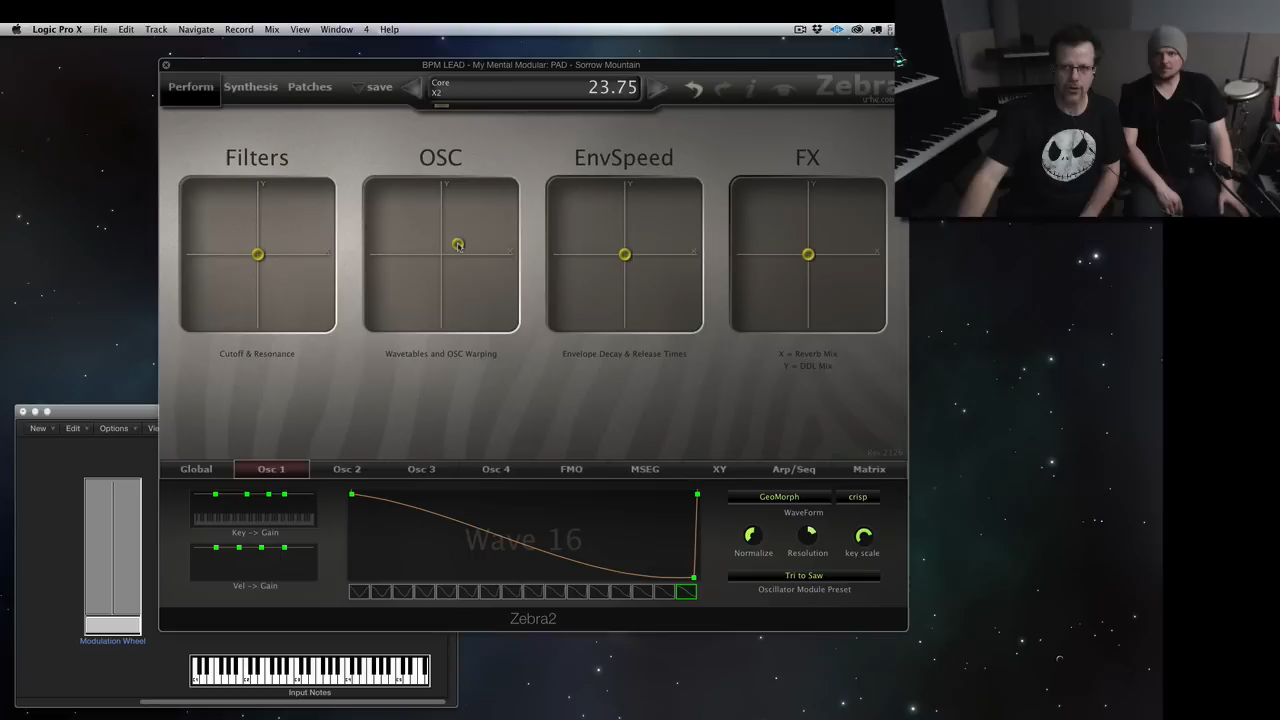 Logic Pro X File Edit Track Navigate Record Mix View Window 4 Help
BPM LEAD - My Mental Modular: PAD - Sorrow Mountain
Perform Synthesis Patches save
Core
X2
23.75
Zebra
u-he.com
Filters OSC EnvSpeed FX
Y Y Y Y
X X X X
Cutoff & Resonance
Wavetables and OSC Warping
Envelope Decay & Release Times
X = Reverb Mix
Y = DDL Mix
Global Osc 1 Osc 2 Osc 3 Osc 4 FMO MSEG XY Arp/Seq Matrix
Key -> Gain
Vel -> Gain
Wave 16
GeoMorph crisp
WaveForm
Normalize Resolution key scale
Tri to Saw
Oscillator Module Preset
Zebra2
New Edit Options
Modulation Wheel
Input Notes